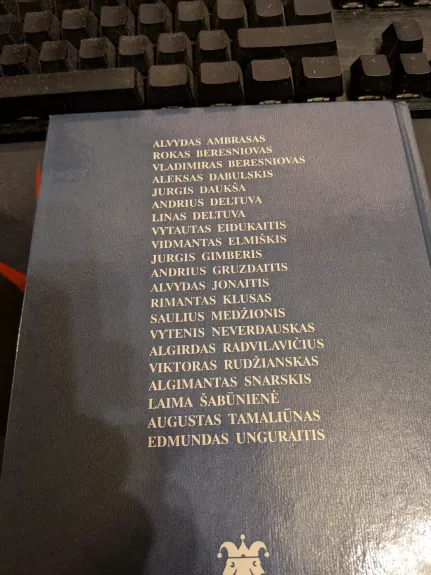 ALVYDAS AMBRASAS
ROKAS BERESNIOVAS
VLADIMIRAS BERESNIOVAS
ALEKSAS DABULSKIS
JURGIS DAUKŠA
ANDRIUS DELTUVA
LINAS DELTUVA
VYTAUTAS EIDUKAITIS
VIDMANTAS ELMIŠKIS
JURGIS GIMBERIS
ANDRIUS GRUZDAITIS
ALVYDAS JONAITIS
RIMANTAS KLUSAS
SAULIUS MEDŽIONIS
VYTENIS NEVERDAUSKAS
ALGIRDAS RADVILAVIČIUS
VIKTORAS RUDŽIANSKAS
ALGIMANTAS SNARSKIS
LAIMA ŠABŪNIENĖ
AUGUSTAS TAMALIŪNAS
EDMUNDAS UNGURAITIS